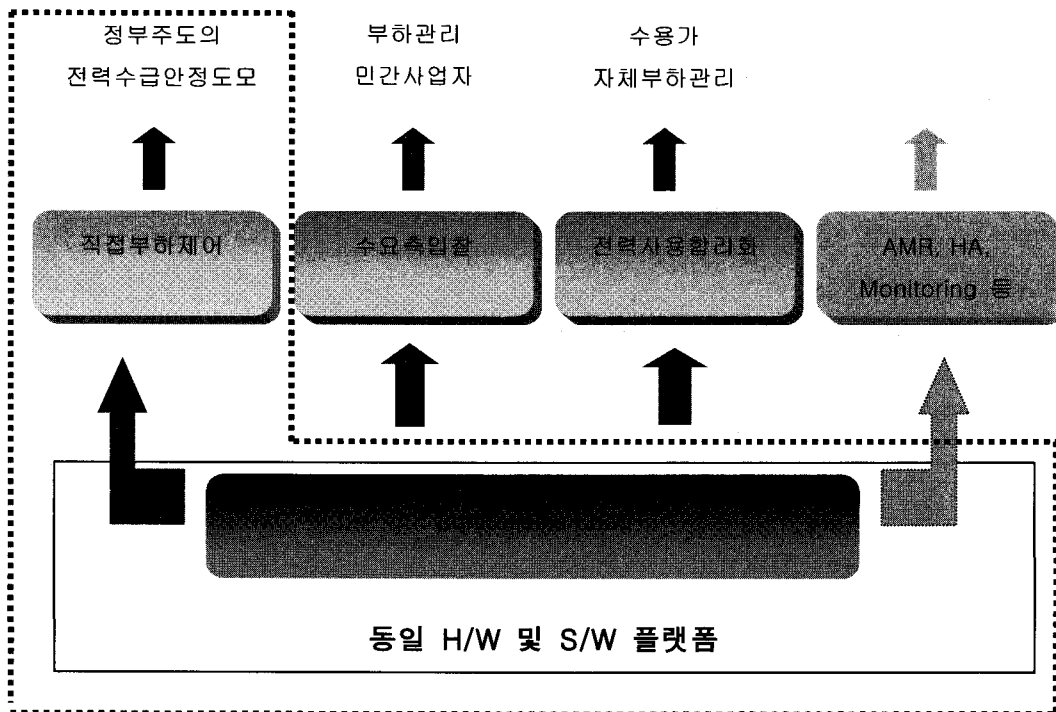 정부주도의
전력수급안정도모
부하관리
민간사업자
수용가
자체부하관리
직접부하제어
수요측입찰
전력사용합리화
AMR, HA,
Monitoring 등
동일 H/W 및 S/W 플랫폼